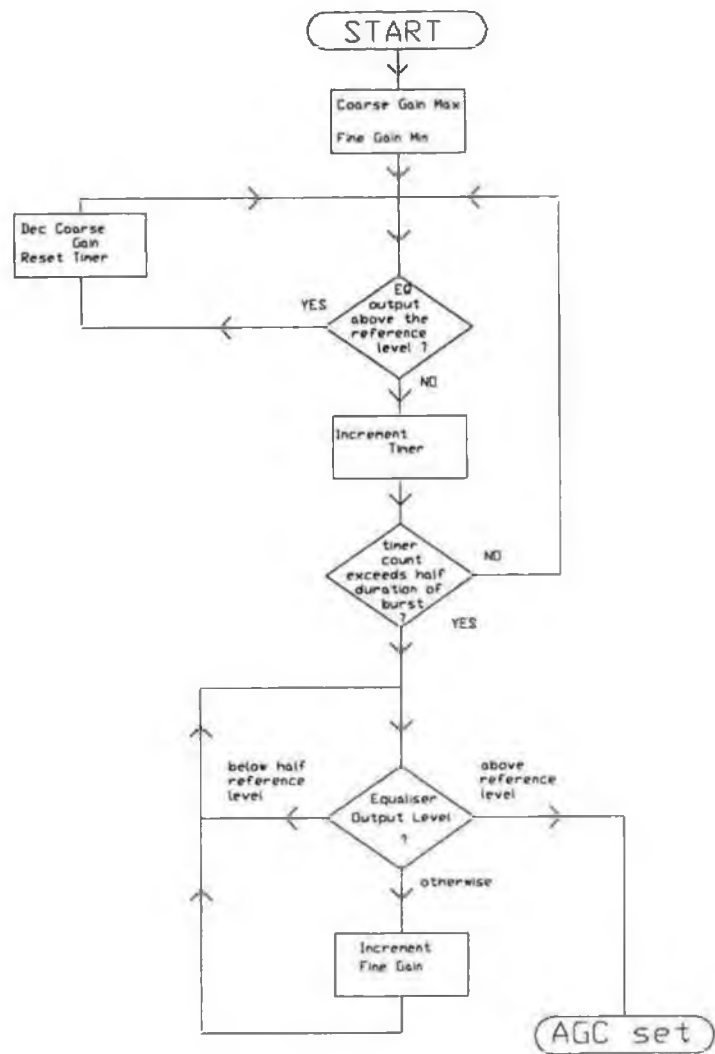 START
Coarse Gain Max
Fine Gain Min
Dec Coarse
Gain
Reset Timer
YES
EQ
output
above the
reference
level ?
NO
Increment
Timer
timer
count
exceeds half
duration of
burst
?
NO
YES
below half
reference
level
above
reference
level
Equaliser
Output Level
?
otherwise
Increment
Fine Gain
AGC set